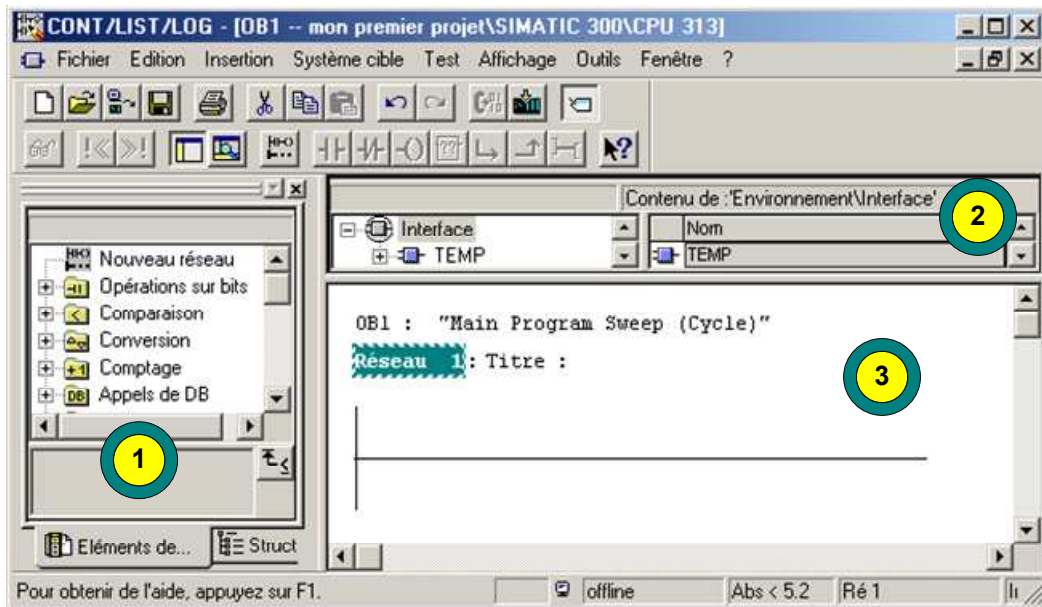 CONT/LIST/LOG - [OB1 -- mon premier projet\SIMATIC 300\CPU 313]
Fichier Edition Insertion Système cible Test Affichage Outils Fenêtre ?
Contenu de :'Environnement\Interface'
2
Interface
Nom
TEMP
TEMP
Nouveau réseau
Opérations sur bits
Comparaison
Conversion
Comptage
Appels de DB
1
OB1 : "Main Program Sweep (Cycle)"
Réseau 1: Titre :
3
Eléments de...
Struct
Pour obtenir de l'aide, appuyez sur F1.
offline
Abs < 5.2
Ré 1